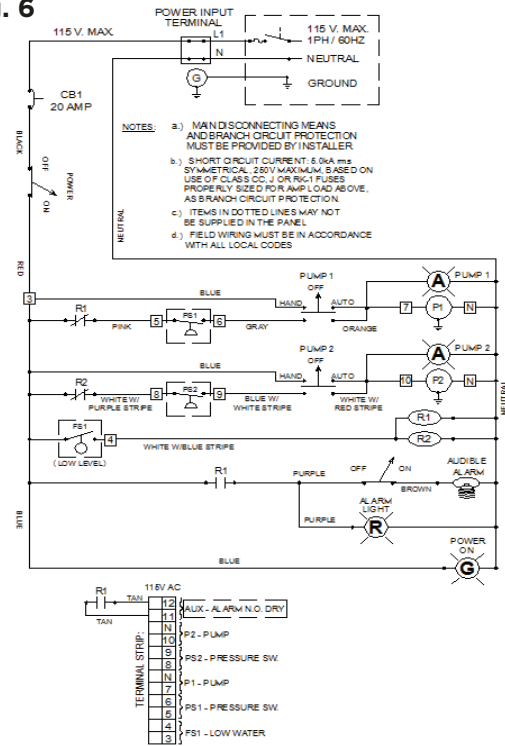 . 6
POWER INPUT
TERMINAL
115 V. MAX.
L1
115 V. MAX.
1PH / 60HZ
N
NEUTRAL
G
GROUND
CB1
20 AMP
BLACK
OFF
POWER
ON
RED
NEUTRAL
NOTES:
a.) MAIN DISCONNECTING MEANS
AND BRANCH CIRCUIT PROTECTION
MUST BE PROVIDED BY INSTALLER
b.) SHORT CIRCUIT CURRENT: 5.0kA rms
SYMMETRICAL, 250V MAXIMUM, BASED ON
USE OF CLASS CC, J OR RK-1 FUSES
PROPERLY SIZED FOR AMP LOAD ABOVE,
AS BRANCH CIRCUIT PROTECTION.
c.) ITEMS IN DOTTED LINES MAY NOT
BE SUPPLIED IN THE PANEL
d.) FIELD WIRING MUST BE IN ACCORDANCE
WITH ALL LOCAL CODES
PUMP 1
OFF
A
PUMP 1
3
BLUE
HAND
AUTO
7
P1
N
R1
PINK
5
PS1
6
GRAY
ORANGE
PUMP 2
OFF
A
PUMP 2
BLUE
HAND
AUTO
10
P2
N
R2
WHITE W/
PURPLE STRIPE
8
PS2
9
BLUE W/
WHITE STRIPE
WHITE W/
RED STRIPE
NEUTRAL
FS1
4
(LOW LEVEL)
WHITE W/BLUE STRIPE
R1
R2
R1
PURPLE
OFF
ON
BROWN
AUDIBLE
ALARM
ALARM
LIGHT
PURPLE
R
BLUE
BLUE
POWER
ON
G
115V AC
R1
TAN
TAN
TERMINAL STRIP:
12
11
AUX - ALARM N.O. DRY
N
10
P2 - PUMP
9
8
PS2 - PRESSURE SW.
N
7
P1 - PUMP
6
5
PS1 - PRESSURE SW.
4
3
FS1 - LOW WATER